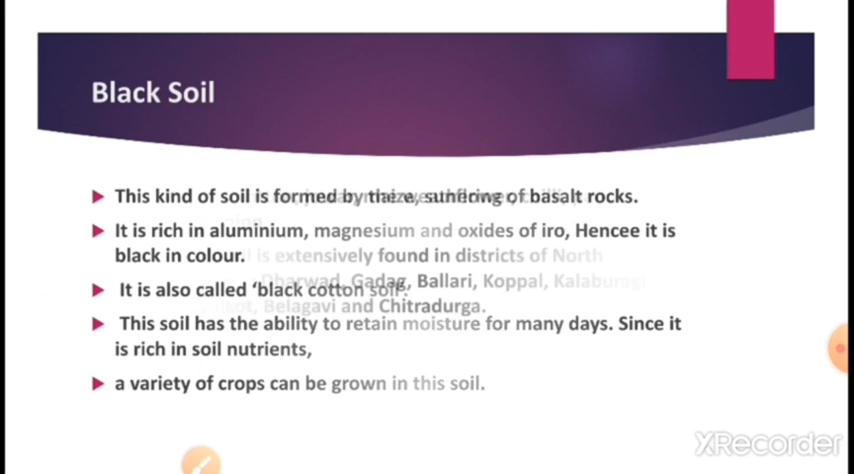 Black Soil
This kind of soil is formed by the of basalt rocks.
It is rich in aluminium, magnesium and oxides of iro, Hencee it is
black in colour.
is extensively found in districts of North
It is also called ‘black cotton soil’.
Dharwad, Gadag, Ballari, Koppal, Kalaburagi
Belagavi and Chitradurga.
This soil has the ability to retain moisture for many days. Since it
is rich in soil nutrients,
a variety of crops can be grown in this soil.
XRecorder